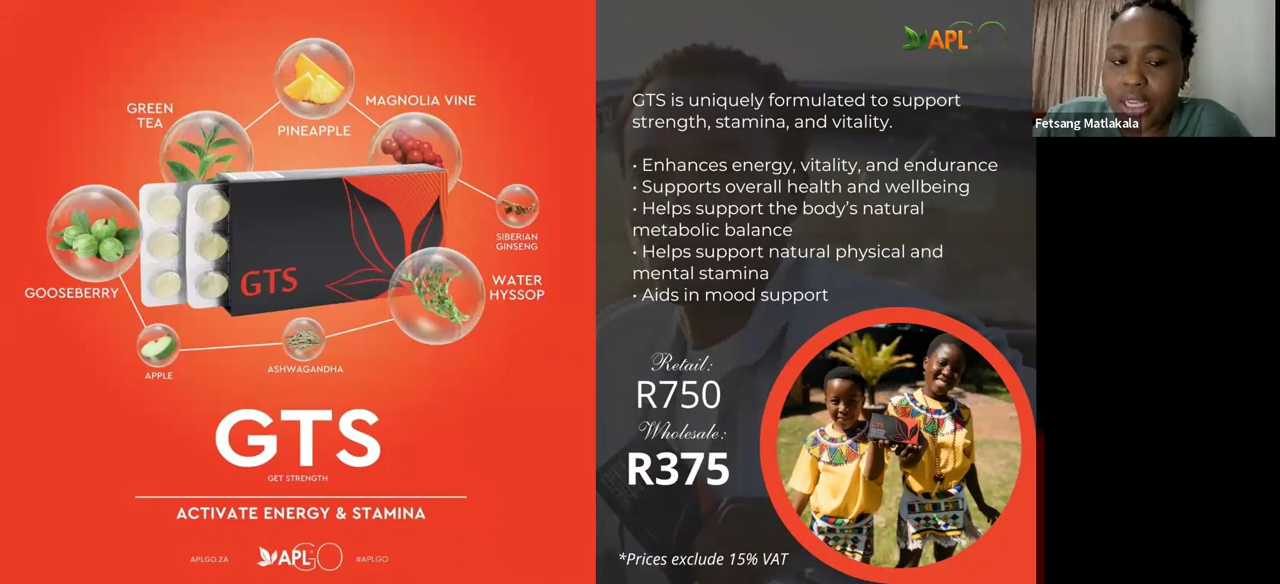 GREEN
TEA
PINEAPPLE
MAGNOLIA VINE
SIBERIAN
GINSENG
GOOSEBERRY
GTS
WATER
HYSSOP
APPLE
ASHWAGANDHA
GTS
GET STRENGTH
ACTIVATE ENERGY & STAMINA
APLGO.ZA
APLGO
#APLGO
APLGO
GTS is uniquely formulated to support
strength, stamina, and vitality.
• Enhances energy, vitality, and endurance
• Supports overall health and wellbeing
• Helps support the body's natural
metabolic balance
• Helps support natural physical and
mental stamina
• Aids in mood support
Retail:
R750
Wholesale:
R375
GTS
*Prices exclude 15% VAT
Fetsang Matlakala